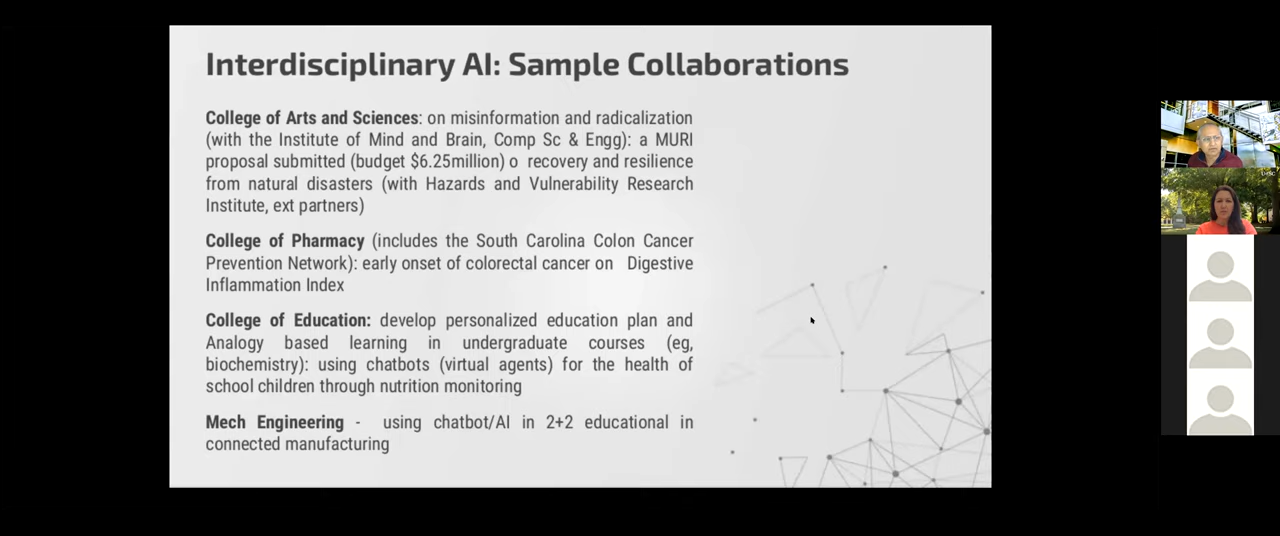 Interdisciplinary AI: Sample Collaborations
College of Arts and Sciences: on misinformation and radicalization
(with the Institute of Mind and Brain, Comp Sc & Engg): a MURI
proposal submitted (budget $6.25million) o recovery and resilience
from natural disasters (with Hazards and Vulnerability Research
Institute, ext partners)
College of Pharmacy (includes the South Carolina Colon Cancer
Prevention Network): early onset of colorectal cancer on Digestive
Inflammation Index
College of Education: develop personalized education plan and
Analogy based learning in undergraduate courses (eg,
biochemistry): using chatbots (virtual agents) for the health of
school children through nutrition monitoring
Mech Engineering - using chatbot/AI in 2+2 educational in
connected manufacturing